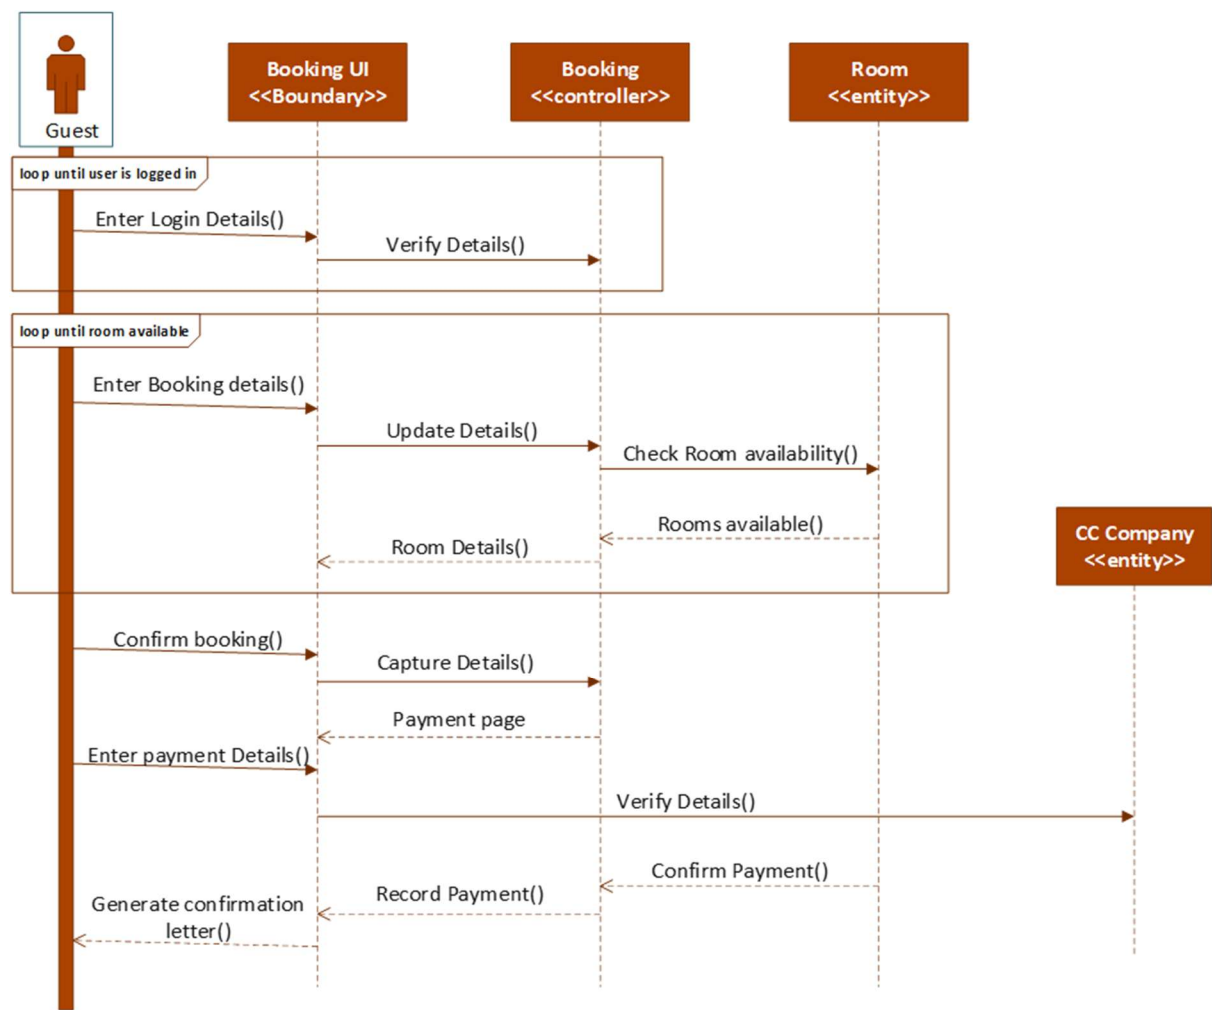 Guest
Booking UI
<<Boundary>>
Booking
<<controller>>
Room
<<entity>>
loop until user is logged in
Enter Login Details()
Verify Details()
loop until room available
Enter Booking details()
Update Details()
Check Room availability()
Rooms available()
Room Details()
CC Company
<<entity>>
Confirm booking()
Capture Details()
Payment page
Enter payment Details()
Verify Details()
Confirm Payment()
Record Payment()
Generate confirmation
letter()